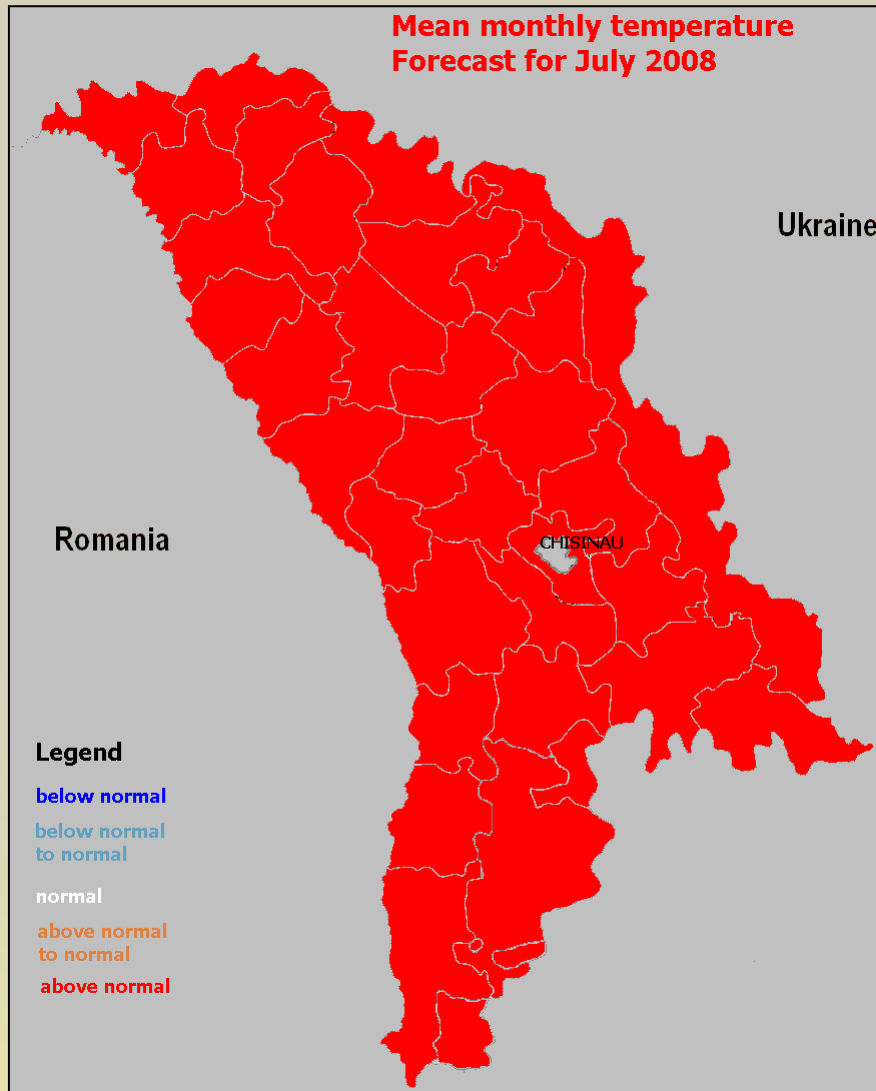 Mean monthly temperature
Forecast for July 2008
Ukraine
Romania
CHISINAU
Legend
below normal
below normal
to normal
normal
above normal
to normal
above normal